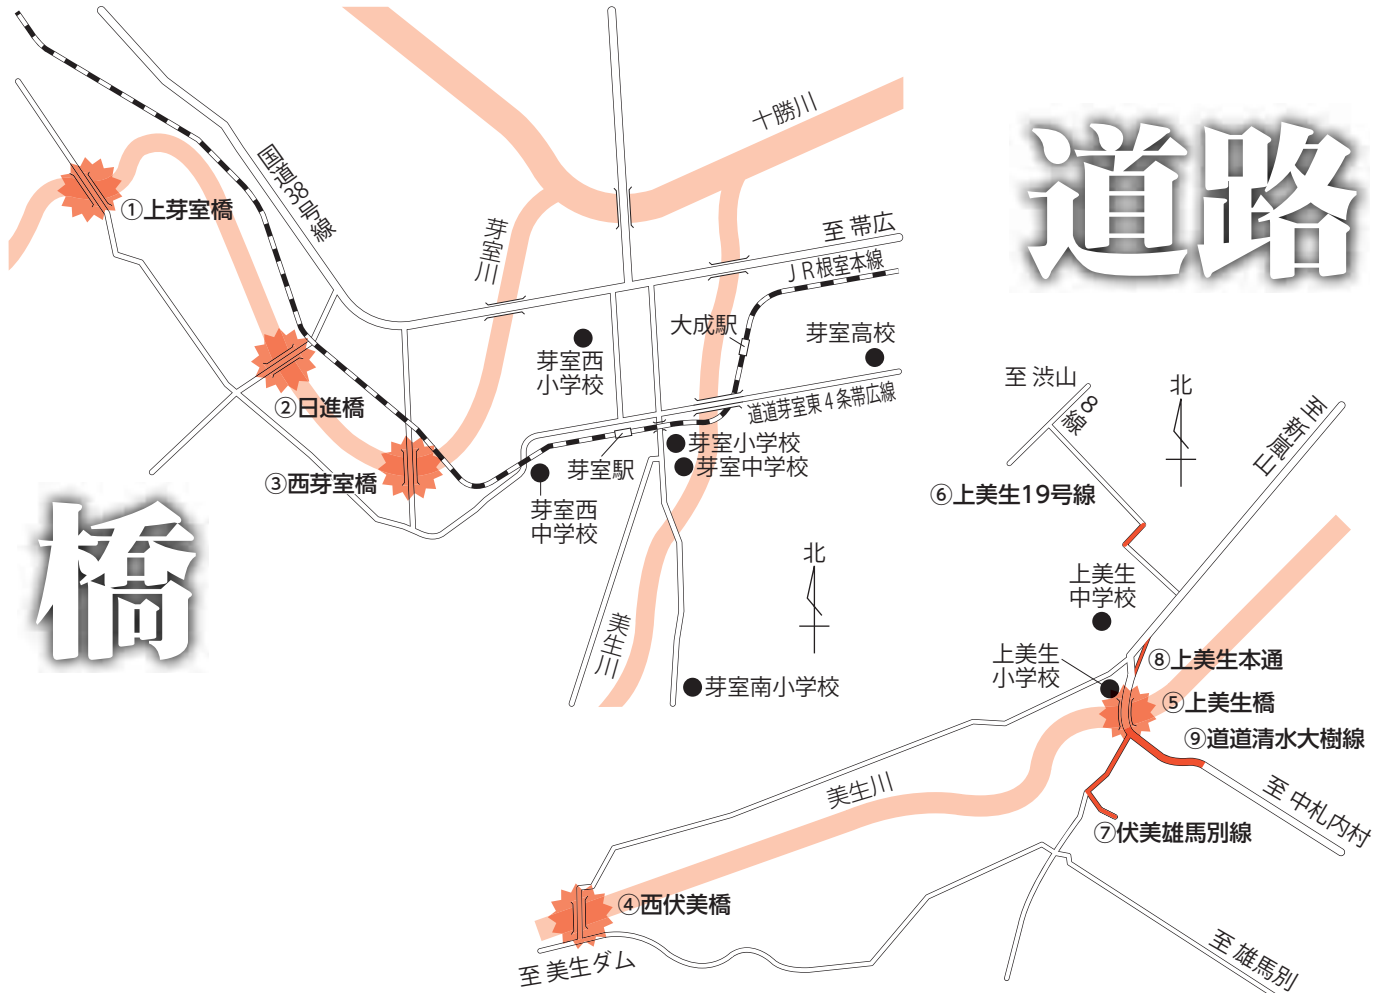 道路
橋
十勝川
国道38号線
①上芽室橋
芽室川
至 帯広
JR根室本線
大成駅
芽室高校
芽室西
小学校
②日進橋
道道芽室東4条帯広線
芽室小学校
芽室駅
芽室中学校
③西芽室橋
芽室西
中学校
北
美生川
芽室南小学校
至 渋山
8線
北
至新嵐山
⑥上美生19号線
上美生
中学校
上美生
小学校
⑧上美生本通
⑤上美生橋
⑨道道清水大樹線
美生川
至 中札内村
⑦伏美雄馬別線
④西伏美橋
至 美生ダム
至 雄馬別